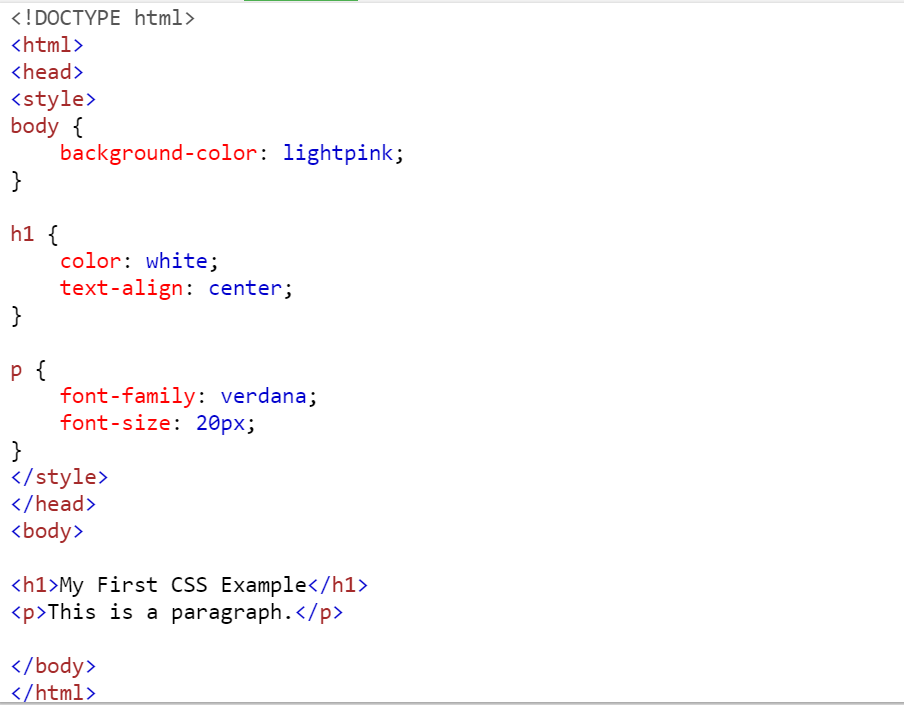 <!DOCTYPE html>
<html>
<head>
<style>
body {
    background-color: lightpink;
}

h1 {
    color: white;
    text-align: center;
}

p {
    font-family: verdana;
    font-size: 20px;
}
</style>
</head>
<body>

<h1>My First CSS Example</h1>
<p>This is a paragraph.</p>

</body>
</html>